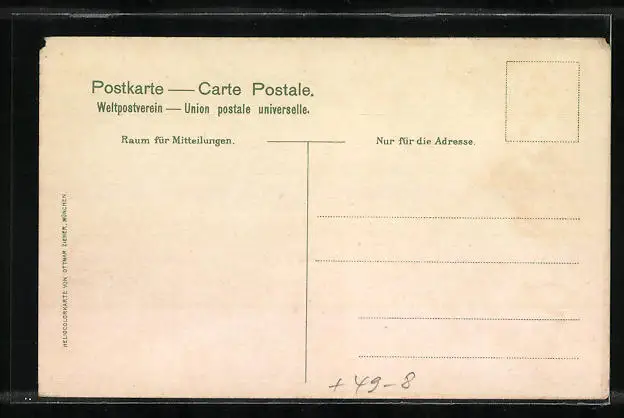 Postkarte — Carte Postale.
Weltpostverein — Union postale universelle.
Raum für Mitteilungen.
Nur für die Adresse.
HELIOCOLORKARTE VON OTTMAR ZIEHER, MÜNCHEN.
+ 49 – 8